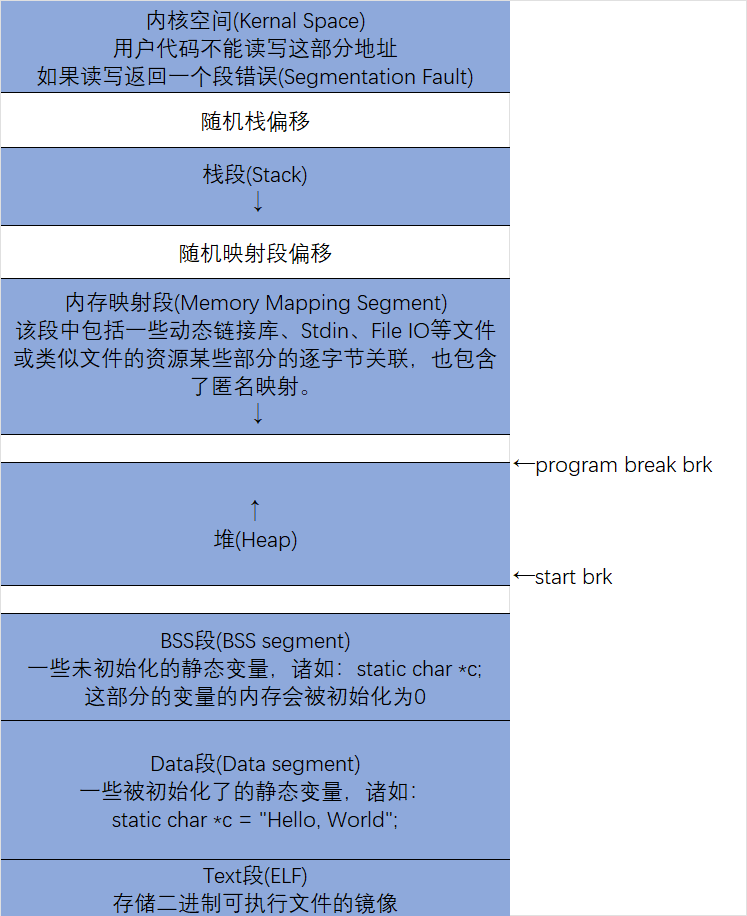 内核空间(Kernal Space)
用户代码不能读写这部分地址
如果读写返回一个段错误(Segmentation Fault)
随机栈偏移
栈段(Stack)
↓
随机映射段偏移
内存映射段(Memory Mapping Segment)
该段中包括一些动态链接库、Stdin、File IO等文件
或类似文件的资源某些部分的逐字节关联，也包含
了匿名映射。
↓
←program break brk
↑
堆(Heap)
←start brk
BSS段(BSS segment)
一些未初始化的静态变量，诸如：static char *c;
这部分的变量的内存会被初始化为0
Data段(Data segment)
一些被初始化了的静态变量，诸如：
static char *c = "Hello, World";
Text段(ELF)
存储二进制可执行文件的镜像